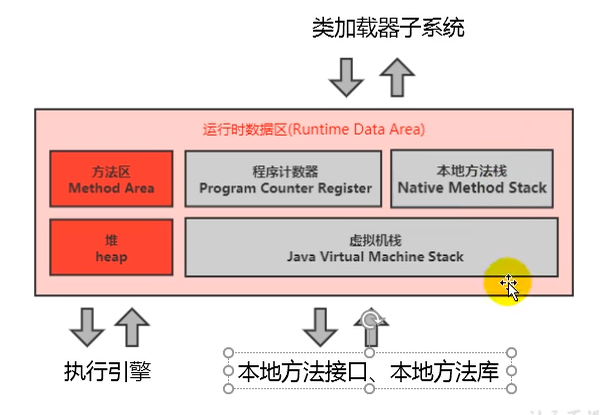 类加载器子系统
运行时数据区(Runtime Data Area)
方法区
Method Area
程序计数器
Program Counter Register
本地方法栈
Native Method Stack
堆
heap
虚拟机栈
Java Virtual Machine Stack
执行引擎
本地方法接口、本地方法库